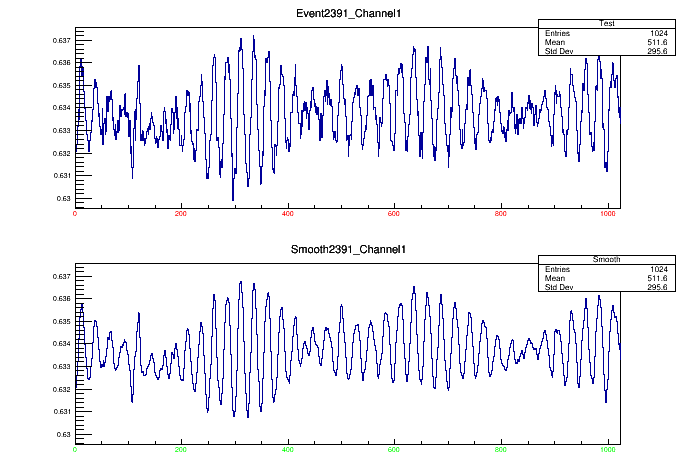 Event2391_Channel1
Test
Entries 1024
Mean 511.6
Std Dev 295.6
0.637
0.636
0.635
0.634
0.633
0.632
0.631
0.63
0 200 400 600 800 1000
Smooth2391_Channel1
Smooth
Entries 1024
Mean 511.6
Std Dev 295.6
0.637
0.636
0.635
0.634
0.633
0.632
0.631
0.63
0 200 400 600 800 1000